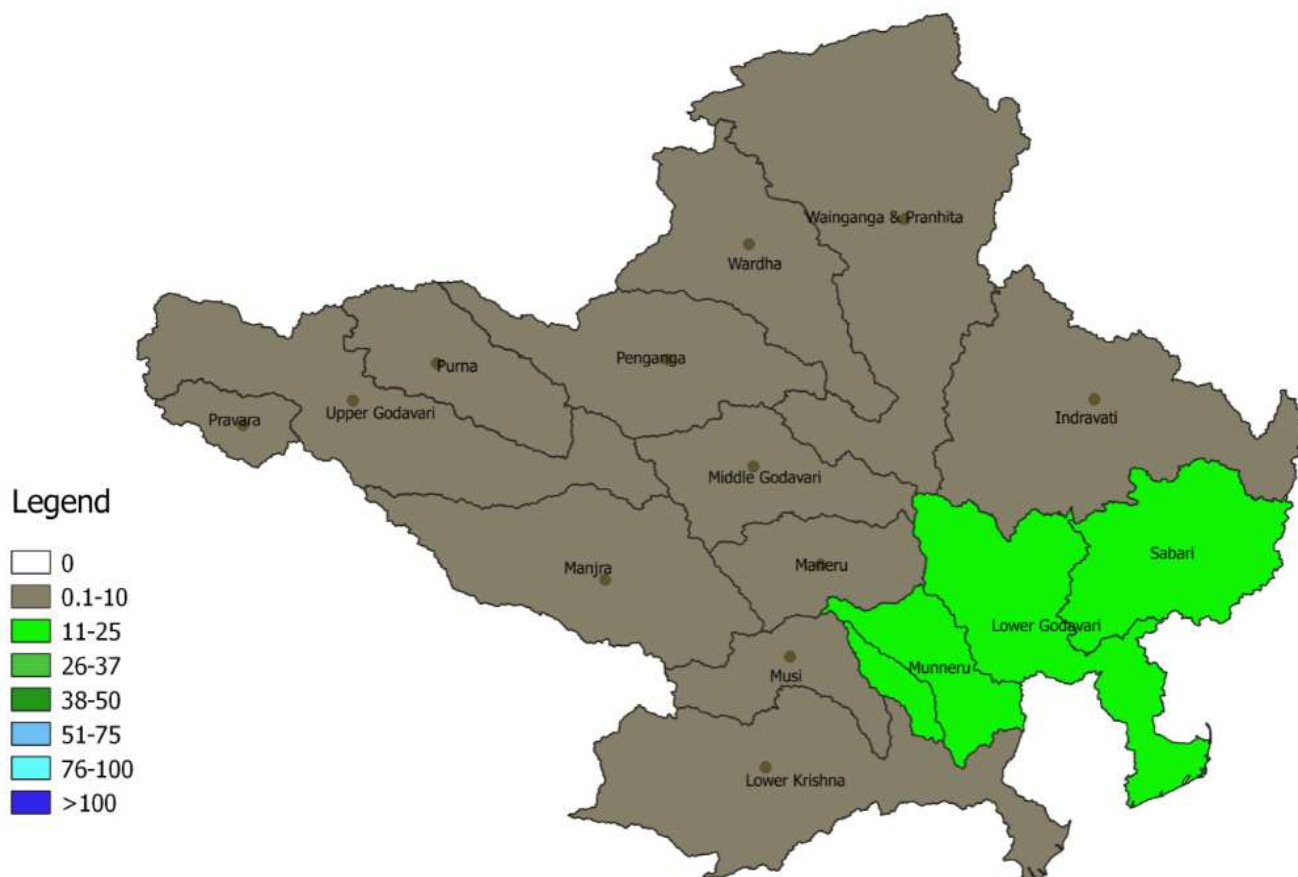 Wainganga & Pranhita
Wardha
Penganga
Purna
Upper Godavari
Pravara
Indravati
Middle Godavari
Sabari
Maneru
Manjra
Lower Godavari
Munneru
Musi
Lower Krishna
Legend
0
0.1-10
11-25
26-37
38-50
51-75
76-100
>100